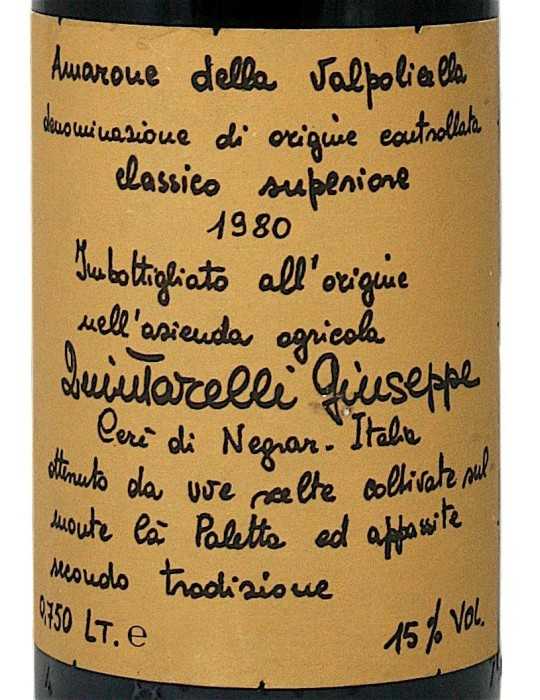 Amarone della Valpolicella
denominazione di origine controllata
classico superiore
1980
Imbottigliato all'origine
nell'azienda agricola
Quintarelli Giuseppe
Cerè di Negrar - Italia
ottenuto da uve scelte coltivate sul
monte Cà Paletta ed appassite
secondo tradizione
0,750 LT. e
15% VOL.